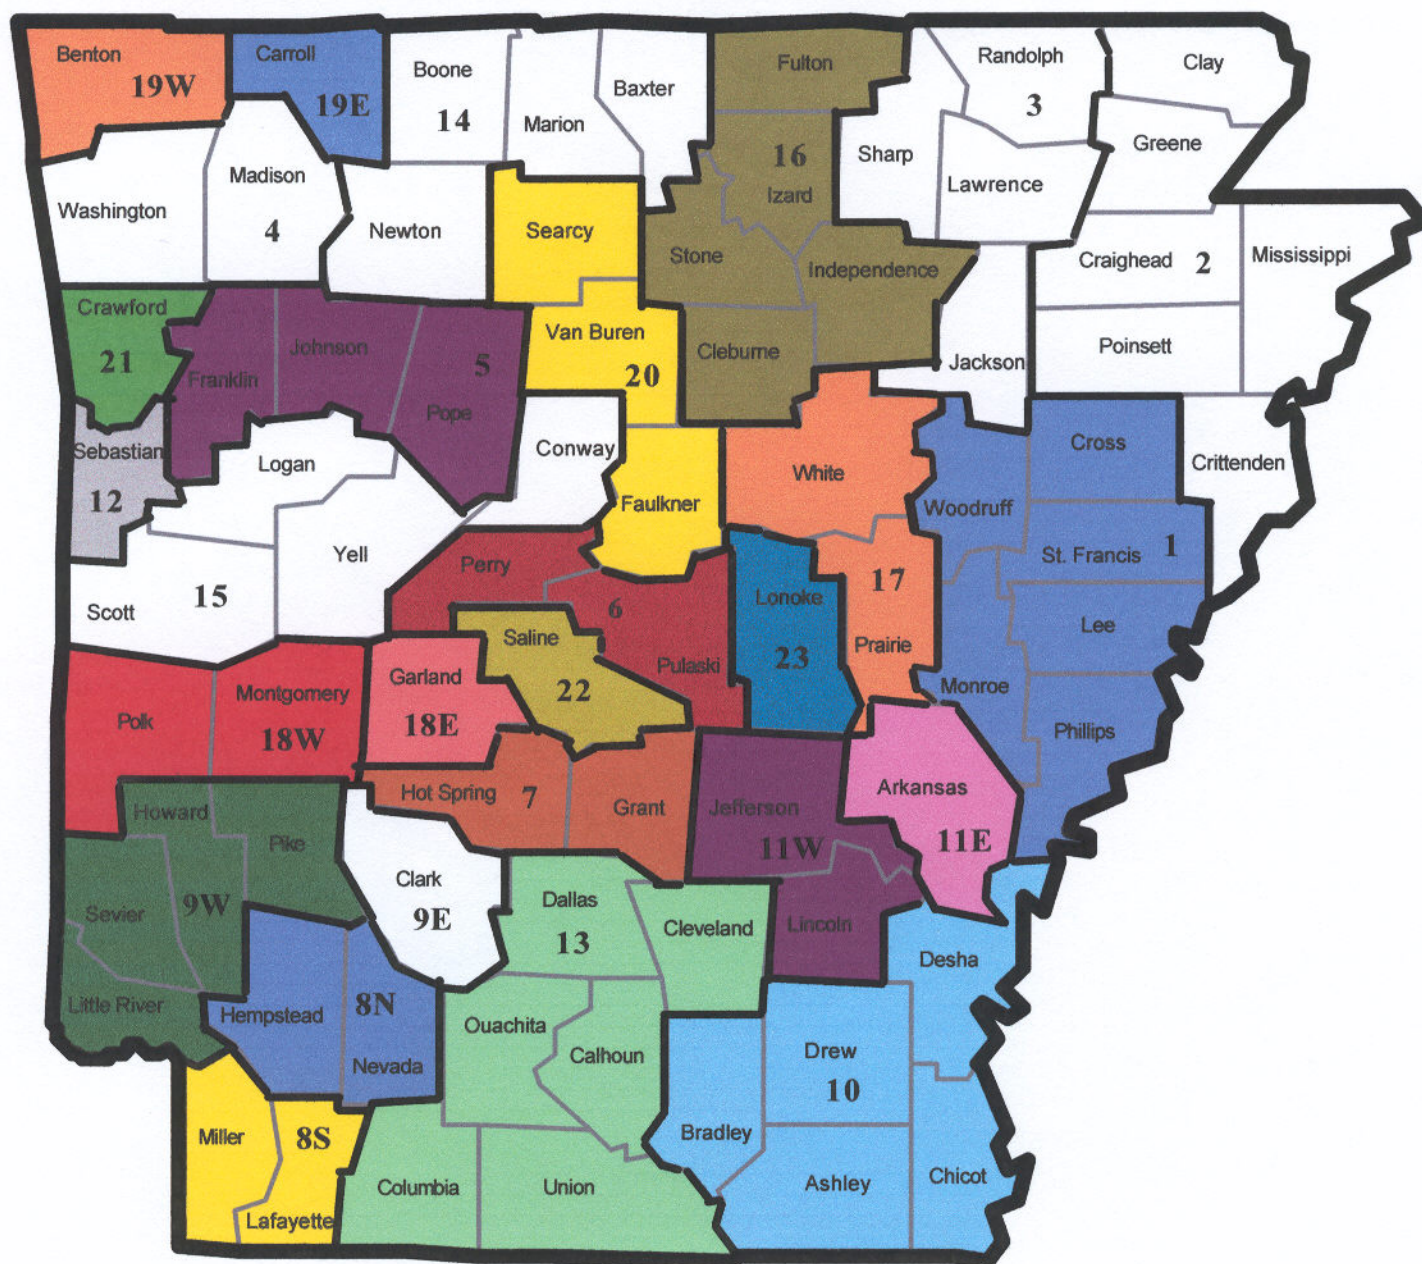 Benton
19W
Carroll
19E
Boone
14
Marion
Baxter
Fulton
Randolph
3
Clay
Greene
Sharp
Lawrence
16
Izard
Washington
Madison
4
Newton
Searcy
Stone
Independence
Craighead 2
Mississippi
Crawford
21
Franklin
Johnson
5
Pope
Van Buren
20
Cleburne
Jackson
Poinsett
Sebastian
12
Logan
Conway
Faulkner
White
Woodruff
Cross
Crittenden
St. Francis 1
Yell
Scott
15
Perry
6
Pulaski
Saline
22
Lonoke
23
17
Prairie
Lee
Monroe
Phillips
Polk
Montgomery
18W
Garland
18E
Hot Spring 7
Grant
Jefferson
11W
Lincoln
Arkansas
11E
Howard
Pike
Sevier
9W
Little River
Clark
9E
Dallas
13
Cleveland
Desha
Hempstead
8N
Nevada
Ouachita
Calhoun
Drew
10
Bradley
Miller
8S
Lafayette
Columbia
Union
Ashley
Chicot